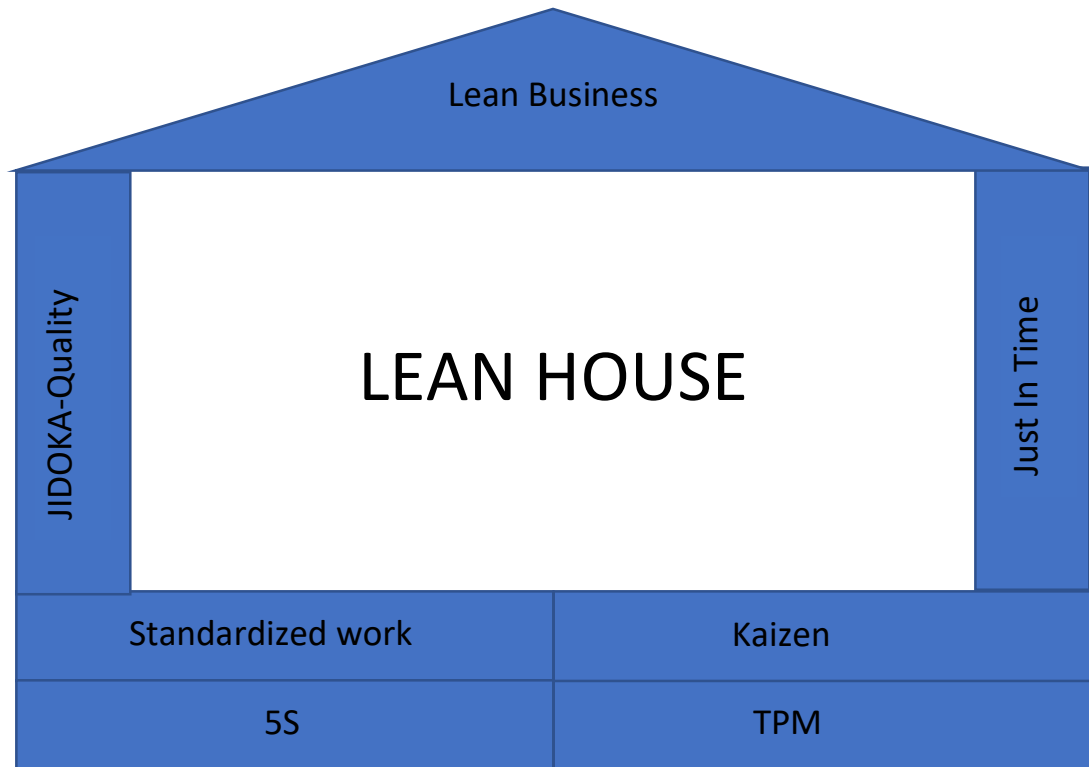 Lean Business
JIDOKA-Quality
LEAN HOUSE
Just In Time
Standardized work
Kaizen
5S
TPM